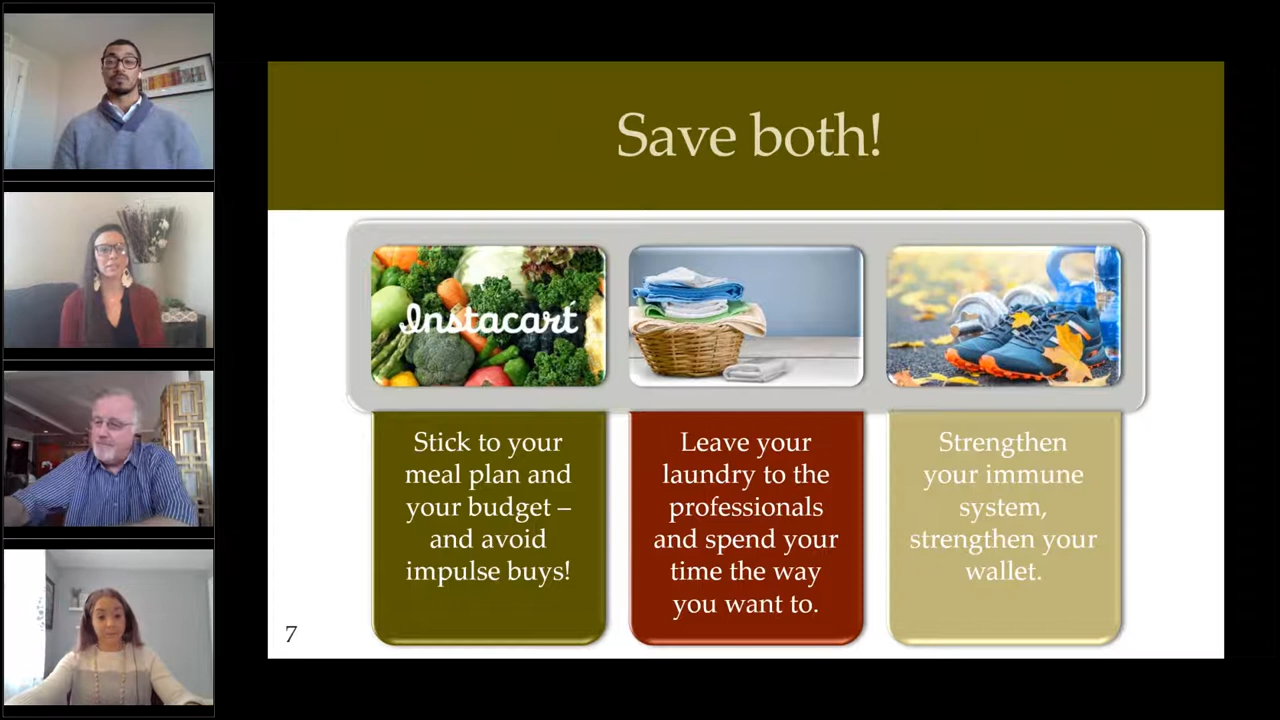 Save both!
Instacart
Stick to your
meal plan and
your budget –
and avoid
impulse buys!
Leave your
laundry to the
professionals
and spend your
time the way
you want to.
Strengthen
your immune
system,
strengthen your
wallet.
7